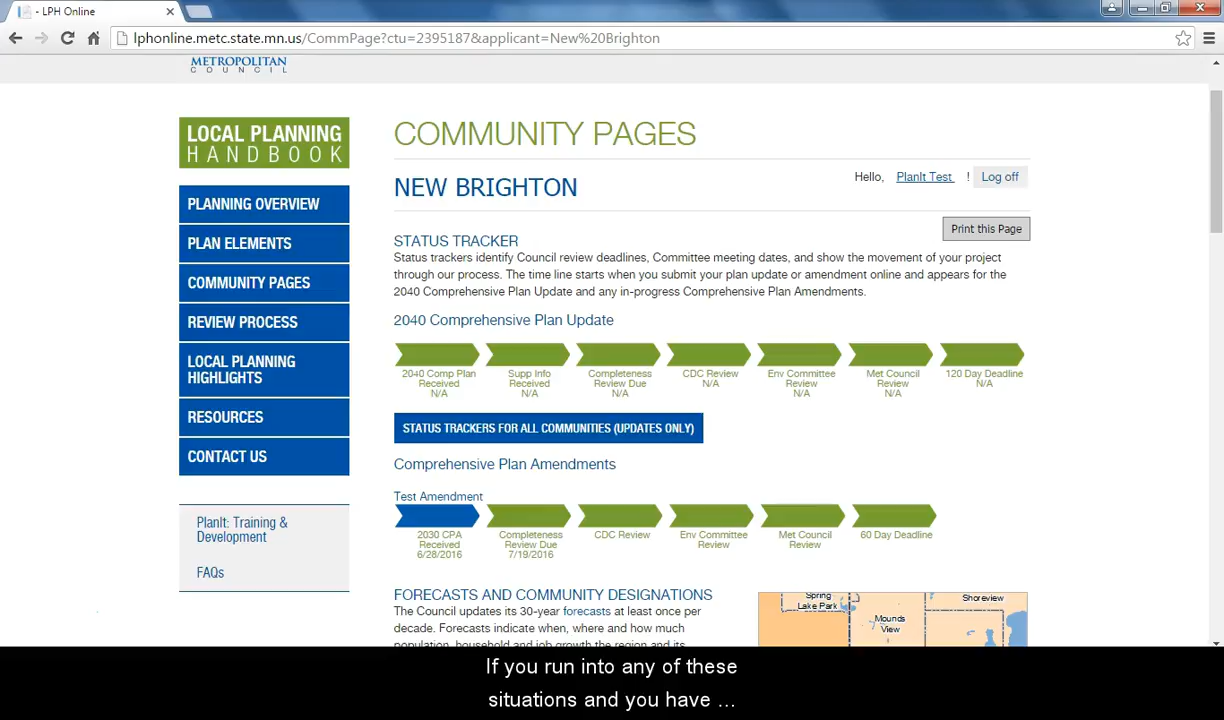 - LPH Online
lphonline.metc.state.mn.us/CommPage?ctu=2395187&applicant=New%20Brighton
METROPOLITAN
COUNCIL
LOCAL PLANNING
HANDBOOK
PLANNING OVERVIEW
PLAN ELEMENTS
COMMUNITY PAGES
REVIEW PROCESS
LOCAL PLANNING
HIGHLIGHTS
RESOURCES
CONTACT US
PlanIt: Training &
Development
FAQs
COMMUNITY PAGES
NEW BRIGHTON
Hello, PlanIt Test ! Log off
Print this Page
STATUS TRACKER
Status trackers identify Council review deadlines, Committee meeting dates, and show the movement of your project
through our process. The time line starts when you submit your plan update or amendment online and appears for the
2040 Comprehensive Plan Update and any in-progress Comprehensive Plan Amendments.
2040 Comprehensive Plan Update
2040 Comp Plan
Received
N/A
Supp Info
Received
N/A
Completeness
Review Due
N/A
CDC Review
N/A
Env Committee
Review
N/A
Met Council
Review
N/A
120 Day Deadline
N/A
STATUS TRACKERS FOR ALL COMMUNITIES (UPDATES ONLY)
Comprehensive Plan Amendments
Test Amendment
2030 CPA
Received
6/28/2016
Completeness
Review Due
7/19/2016
CDC Review
Env Committee
Review
Met Council
Review
60 Day Deadline
FORECASTS AND COMMUNITY DESIGNATIONS
The Council updates its 30-year forecasts at least once per
decade. Forecasts indicate when, where and how much
population, household and job growth the region and its
Spring
Lake Park
Mounds
View
Shoreview
If you run into any of these
situations and you have ...